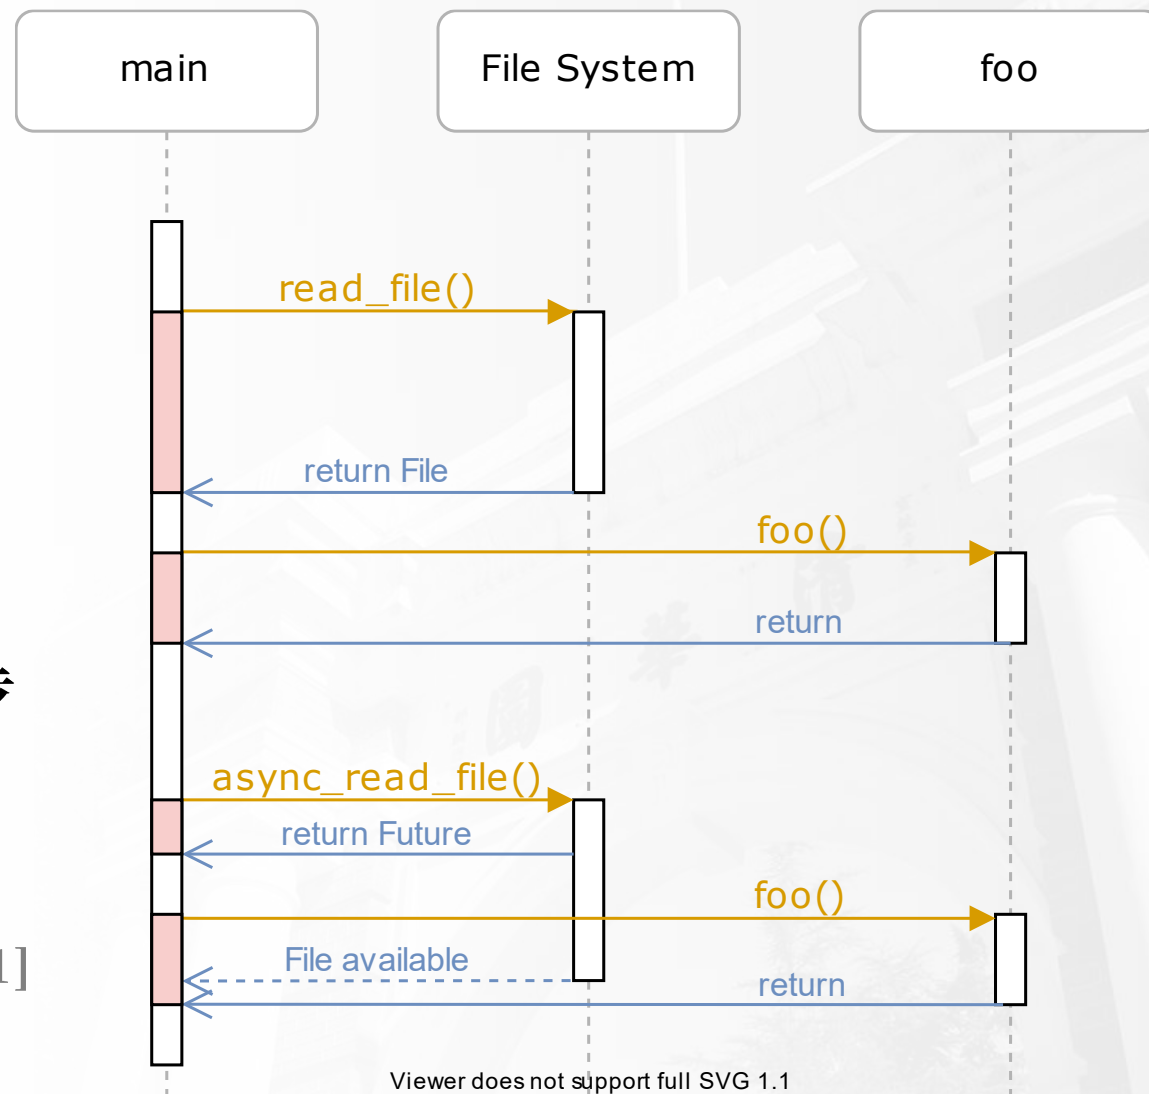 main
File System
foo
read_file()
return File
foo()
return
async_read_file()
return Future
foo()
File available
return
1]
Viewer does not support full SVG 1.1